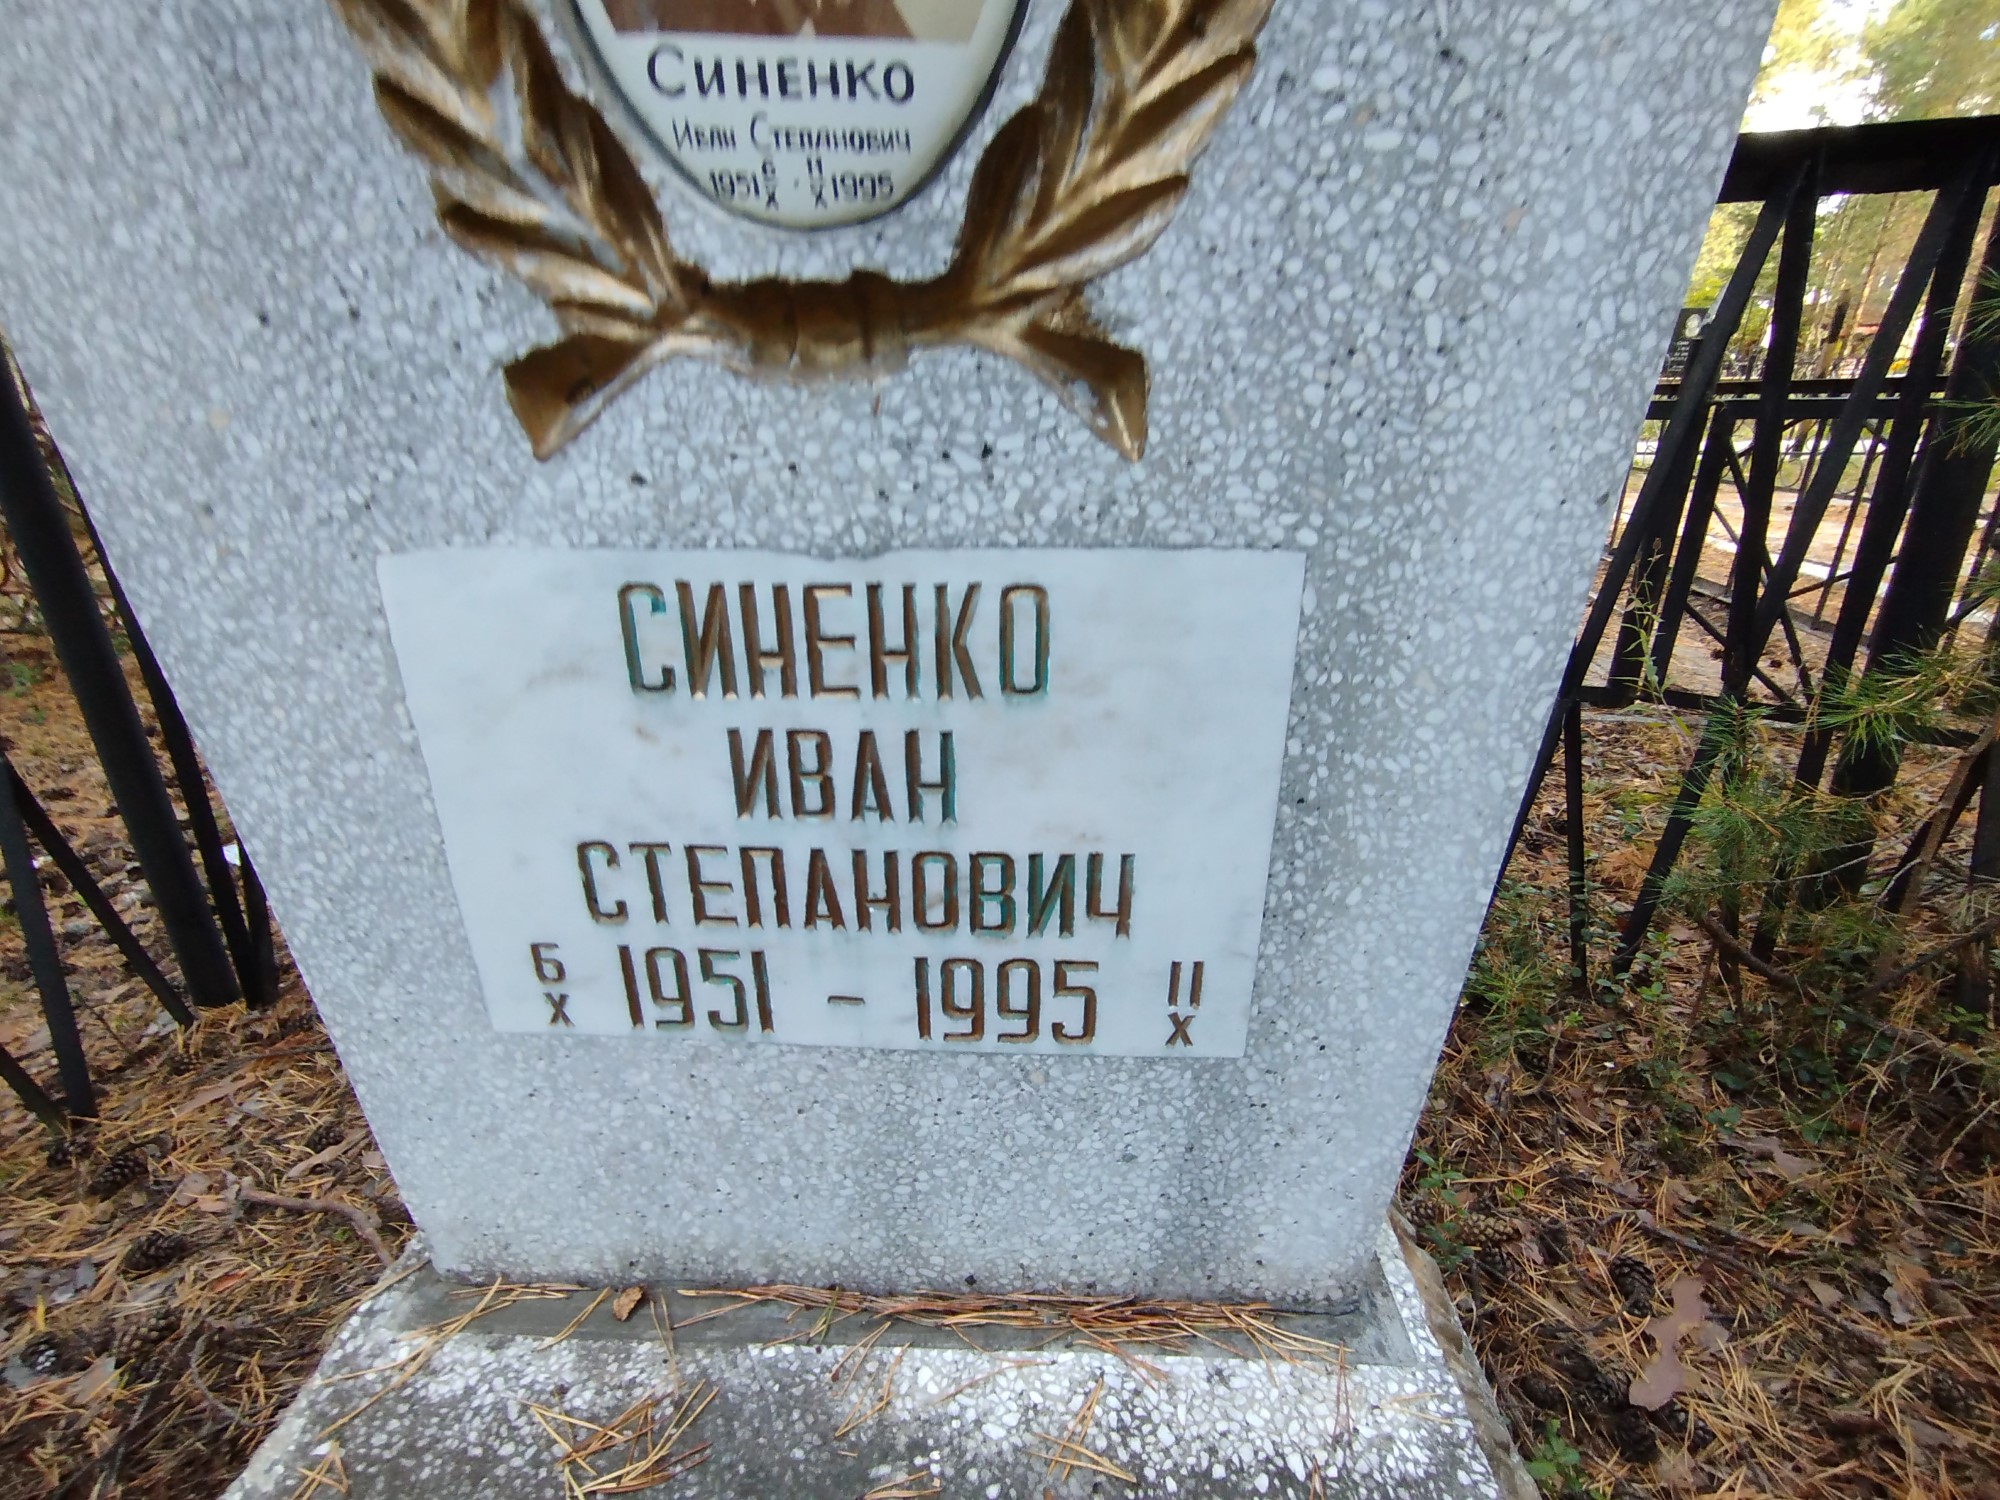 СИНЕНКО
ИВАН СТЕПАНОВИЧ
1951 6/X · 11/X 1995
СИНЕНКО
ИВАН
СТЕПАНОВИЧ
6/X 1951 - 1995 11/X